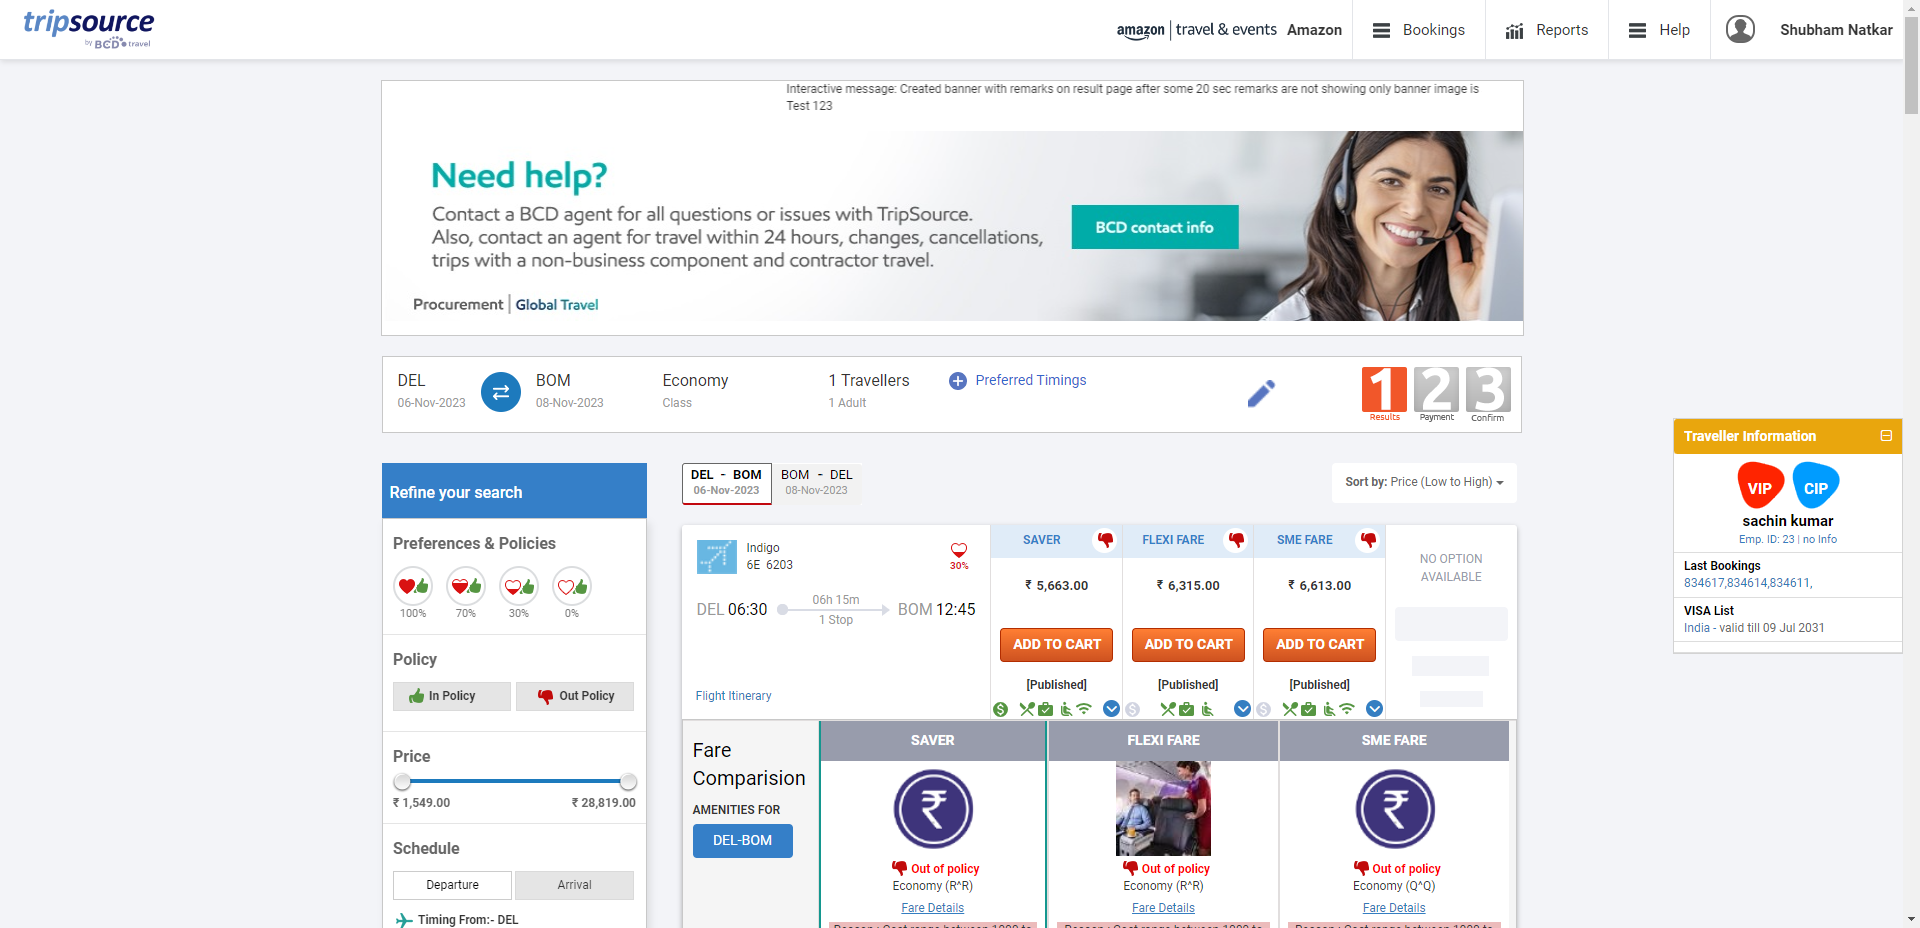 tripsource
by BCD travel
amazon | travel & events Amazon
Bookings
Reports
Help
Shubham Natkar
Interactive message: Created banner with remarks on result page after some 20 sec remarks are not showing only banner image is
Test 123
Need help?
Contact a BCD agent for all questions or issues with TripSource.
Also, contact an agent for travel within 24 hours, changes, cancellations,
trips with a non-business component and contractor travel.
BCD contact info
Procurement | Global Travel
DEL
06-Nov-2023
BOM
08-Nov-2023
Economy
Class
1 Travellers
1 Adult
Preferred Timings
1 2 3
Results Payment Confirm
Traveller Information
VIP CIP
sachin kumar
Emp. ID: 23 | no Info
Last Bookings
834617,834614,834611,
VISA List
India - valid till 09 Jul 2031
Refine your search
Preferences & Policies
100% 70% 30% 0%
Policy
In Policy Out Policy
Price
₹ 1,549.00 ₹ 28,819.00
Schedule
Departure Arrival
Timing From:- DEL
DEL - BOM
06-Nov-2023
BOM - DEL
08-Nov-2023
Sort by: Price (Low to High)
Indigo
6E 6203
30%
DEL 06:30
06h 15m
1 Stop
BOM 12:45
Flight Itinerary
SAVER FLEXI FARE SME FARE
₹ 5,663.00 ₹ 6,315.00 ₹ 6,613.00
ADD TO CART ADD TO CART ADD TO CART
[Published] [Published] [Published]
NO OPTION
AVAILABLE
Fare
Comparision
AMENITIES FOR
DEL-BOM
SAVER FLEXI FARE SME FARE
Out of policy Out of policy Out of policy
Economy (R^R) Economy (R^R) Economy (Q^Q)
Fare Details Fare Details Fare Details